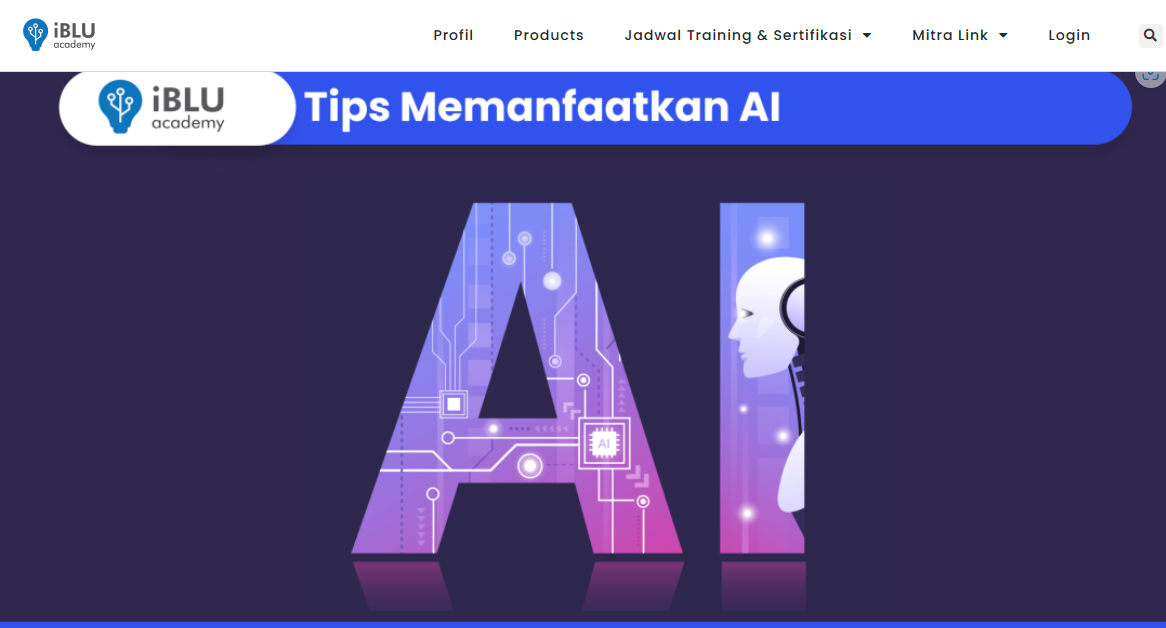 iBLU
academy
Profil
Products
Jadwal Training & Sertifikasi
Mitra Link
Login
iBLU
academy
Tips Memanfaatkan AI
AI
AI